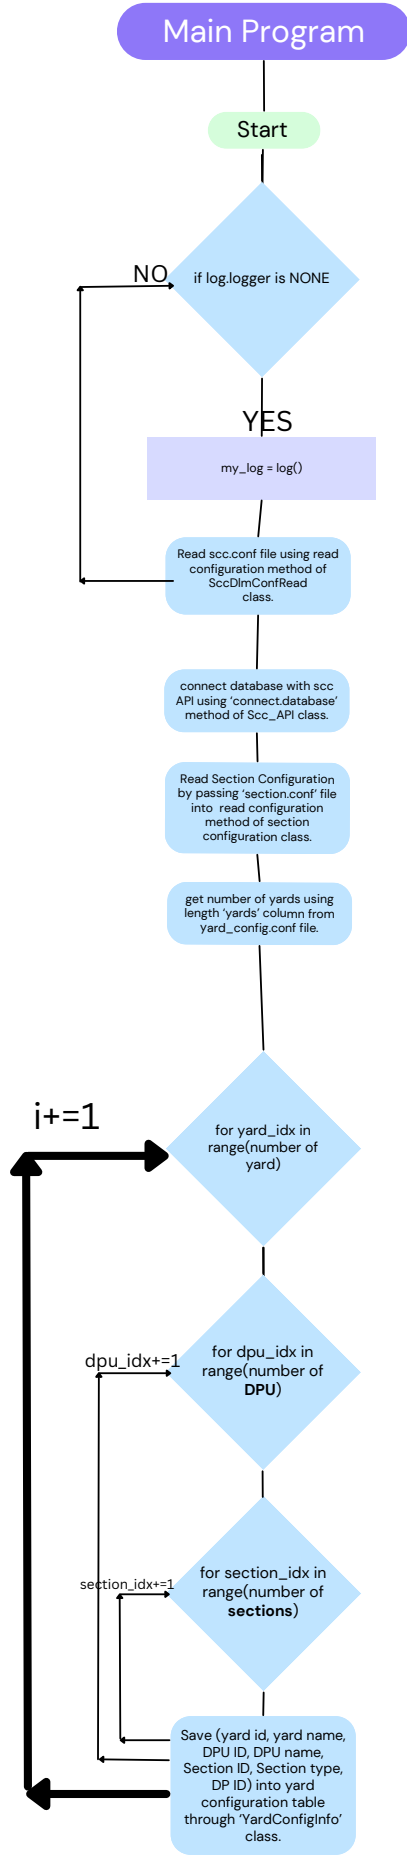 Main Program
Start
NO
if log.logger is NONE
YES
my_log = log()
Read scc.conf file using read
configuration method of
SccDlmConfRead
class.
connect database with scc
API using ‘connect.database’
method of Scc_API class.
Read Section Configuration
by passing ‘section.conf’ file
into read configuration
method of section
configuration class.
get number of yards using
length ‘yards’ column from
yard_config.conf file.
i+=1
for yard_idx in
range(number of
yard)
dpu_idx+=1
for dpu_idx in
range(number of
DPU)
section_idx+=1
for section_idx in
range(number of
sections)
Save (yard id, yard name,
DPU ID, DPU name,
Section ID, Section type,
DP ID) into yard
configuration table
through ‘YardConfigInfo’
class.